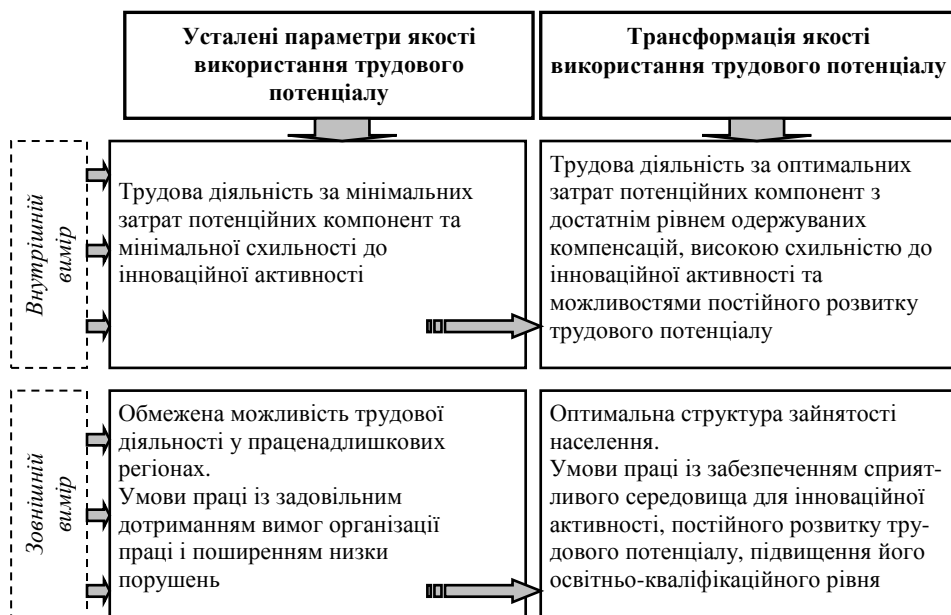 Усталені параметри якості
використання трудового
потенціалу
Трансформація якості
використання трудового потенціалу
Внутрішній
вимір
Трудова діяльність за мінімальних
затрат потенційних компонент та
мінімальної схильності до
інноваційної активності
Трудова діяльність за оптимальних
затрат потенційних компонент з
достатнім рівнем одержуваних
компенсацій, високою схильністю до
інноваційної активності та
можливостями постійного розвитку
трудового потенціалу
Зовнішній
вимір
Обмежена можливість трудової
діяльності у праценадлишкових
регіонах.
Умови праці із задовільним
дотриманням вимог організації
праці і поширенням низки
порушень
Оптимальна структура зайнятості
населення.
Умови праці із забезпеченням сприят-
ливого середовища для інноваційної
активності, постійного розвитку тру-
дового потенціалу, підвищення його
освітньо-кваліфікаційного рівня